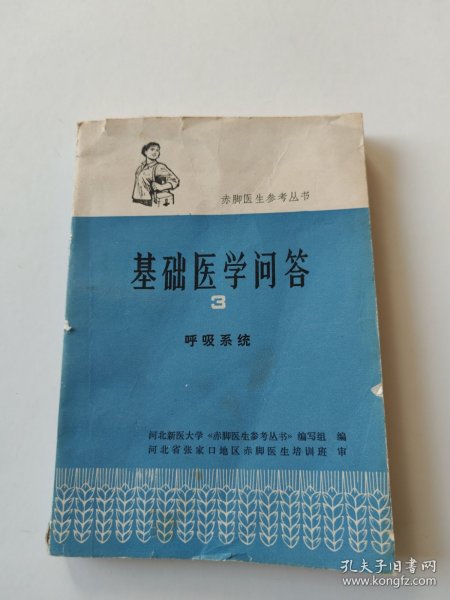 赤脚医生参考丛书
基础医学问答
3
呼吸系统
河北新医大学《赤脚医生参考丛书》编写组 编
河北省张家口地区赤脚医生培训班 审
孔夫子旧书网
www.kongfz.com